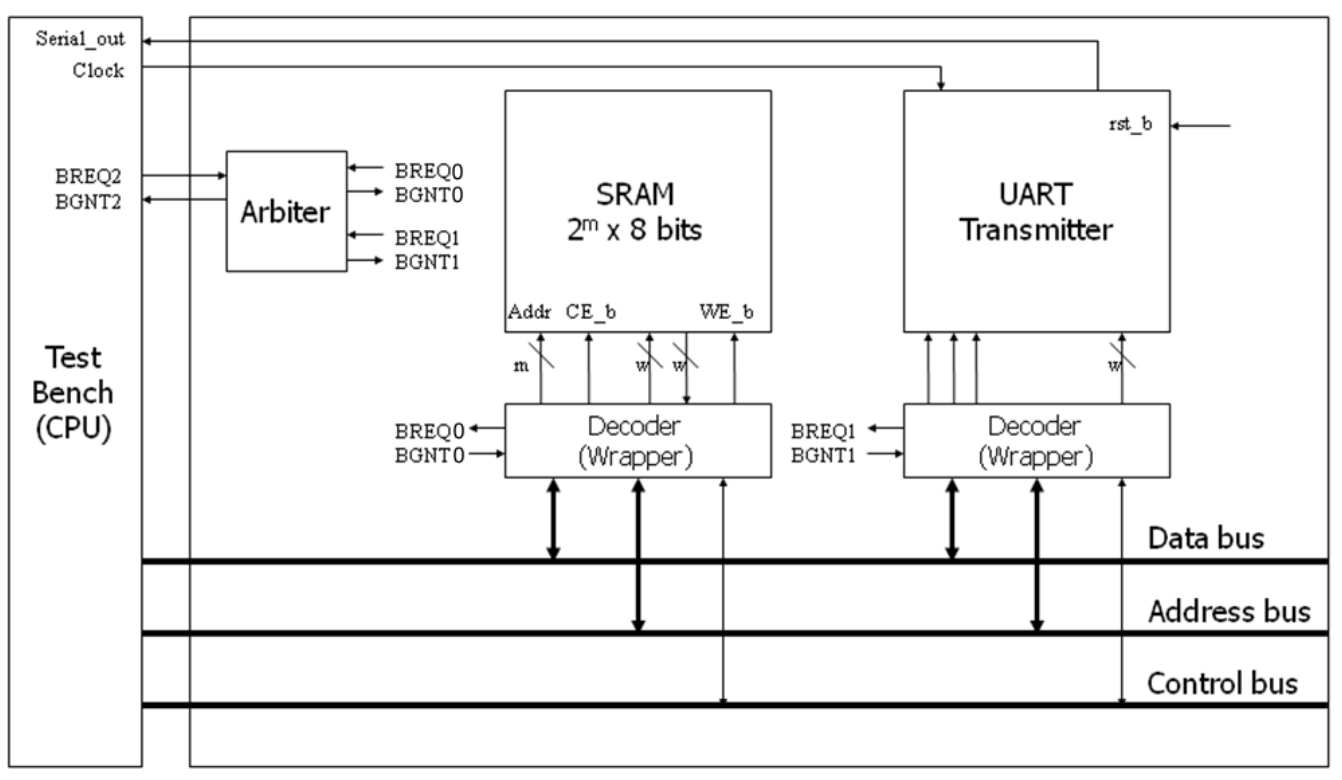 Serial_out
Clock
BREQ2
BGNT2
Test
Bench
(CPU)
Arbiter
BREQ0
BGNT0
BREQ1
BGNT1
SRAM
2ᵐ x 8 bits
Addr CE_b WE_b
m w w
BREQ0
BGNT0
Decoder
(Wrapper)
rst_b
UART
Transmitter
w
BREQ1
BGNT1
Decoder
(Wrapper)
Data bus
Address bus
Control bus